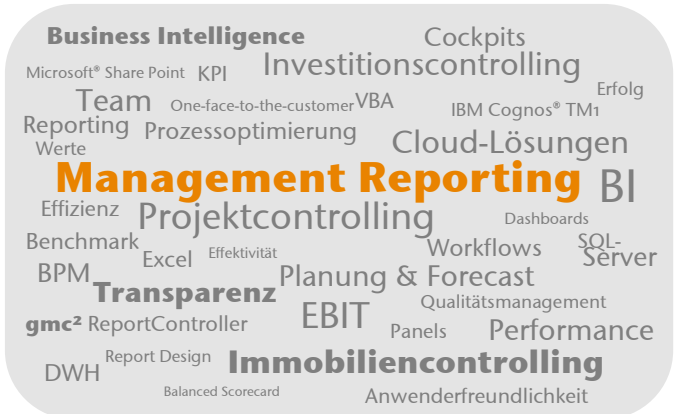 Business Intelligence
Cockpits
Microsoft® Share Point
KPI
Investitionscontrolling
Erfolg
Team
One-face-to-the-customer
VBA
IBM Cognos® TM1
Reporting
Prozessoptimierung
Cloud-Lösungen
Werte
Management Reporting
BI
Effizienz
Projektcontrolling
Dashboards
Benchmark
Excel
Effektivität
Workflows
SQL-
Server
BPM
Planung & Forecast
Transparenz
Qualitätsmanagement
gmc² ReportController
EBIT
Panels
Performance
Report Design
Immobiliencontrolling
DWH
Balanced Scorecard
Anwenderfreundlichkeit